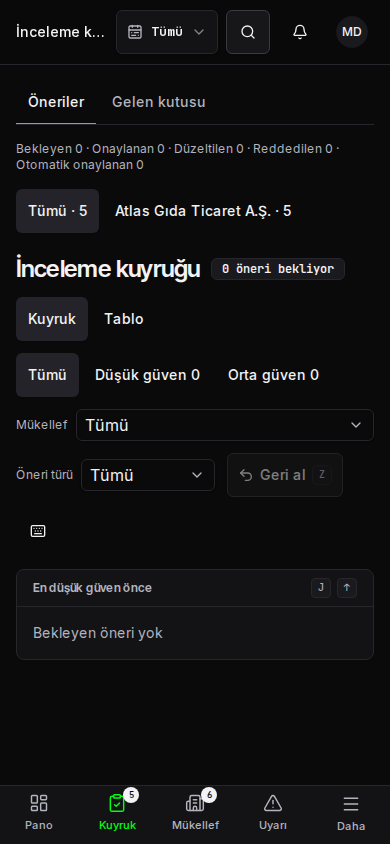 İnceleme k...
Tümü
MD
Öneriler
Gelen kutusu
Bekleyen 0 · Onaylanan 0 · Düzeltilen 0 · Reddedilen 0 ·
Otomatik onaylanan 0
Tümü · 5
Atlas Gıda Ticaret A.Ş. · 5
İnceleme kuyruğu
0 öneri bekliyor
Kuyruk
Tablo
Tümü
Düşük güven 0
Orta güven 0
Mükellef
Tümü
Öneri türü
Tümü
Geri al
Z
En düşük güven önce
J
↑
Bekleyen öneri yok
5
6
Pano
Kuyruk
Mükellef
Uyarı
Daha